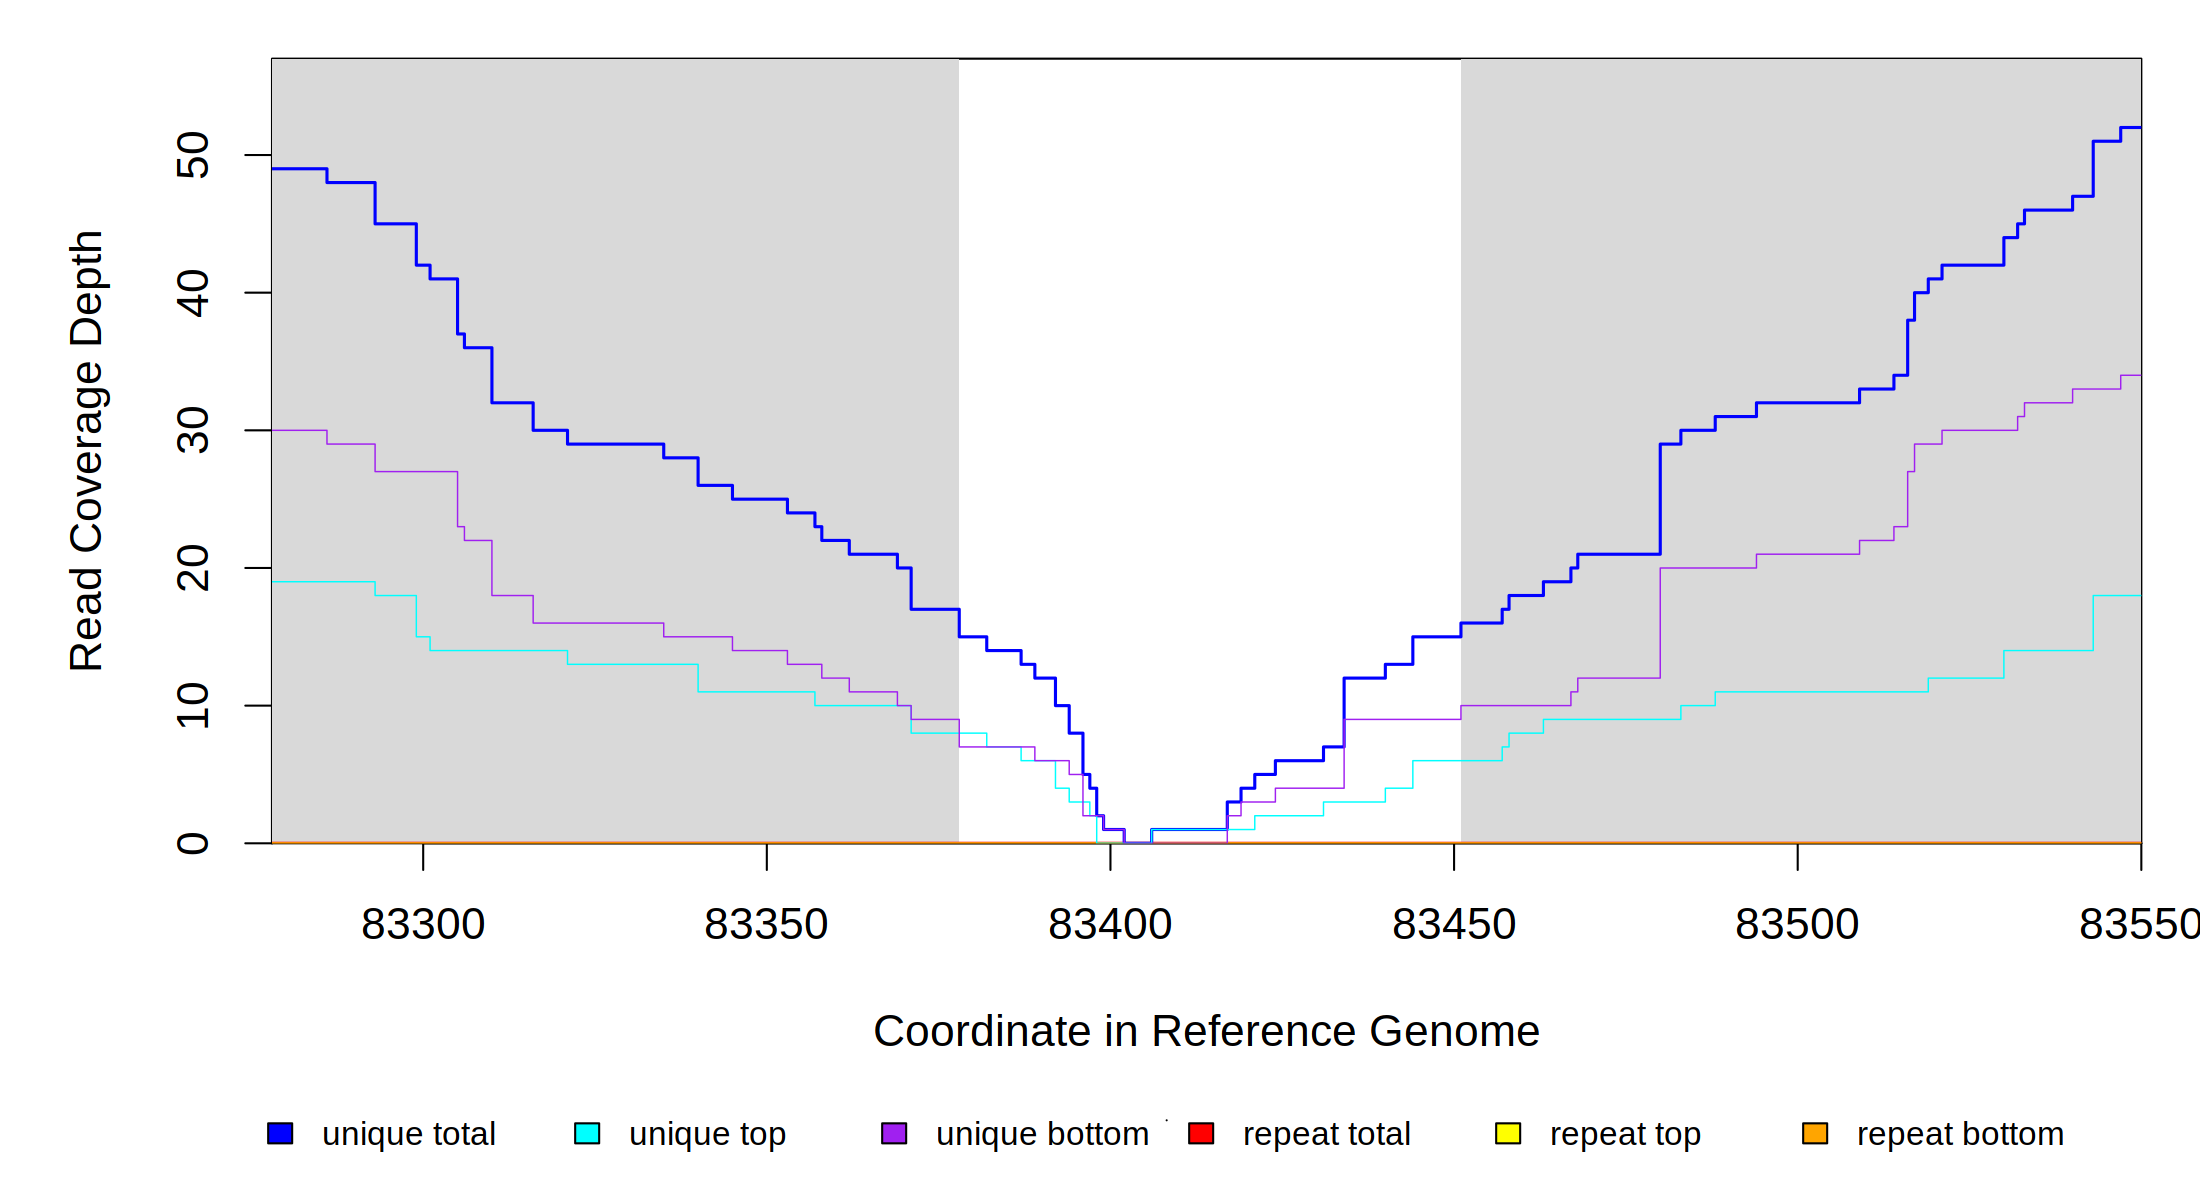 Read Coverage Depth
50
40
30
20
10
0
83300 83350 83400 83450 83500 83550
Coordinate in Reference Genome
unique total unique top unique bottom repeat total repeat top repeat bottom